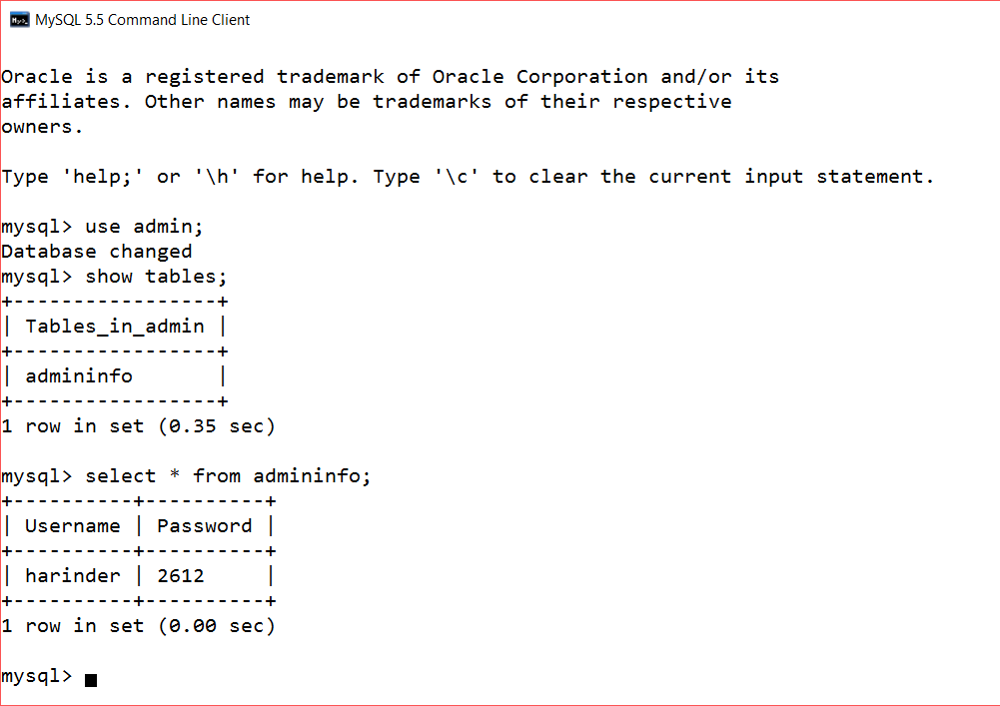 MySQL 5.5 Command Line Client
Oracle is a registered trademark of Oracle Corporation and/or its
affiliates. Other names may be trademarks of their respective
owners.
Type 'help;' or '\h' for help. Type '\c' to clear the current input statement.
mysql> use admin;
Database changed
mysql> show tables;
+-----------------+
| Tables_in_admin |
+-----------------+
| admininfo       |
+-----------------+
1 row in set (0.35 sec)
mysql> select * from admininfo;
+----------+----------+
| Username | Password |
+----------+----------+
| harinder | 2612     |
+----------+----------+
1 row in set (0.00 sec)
mysql>